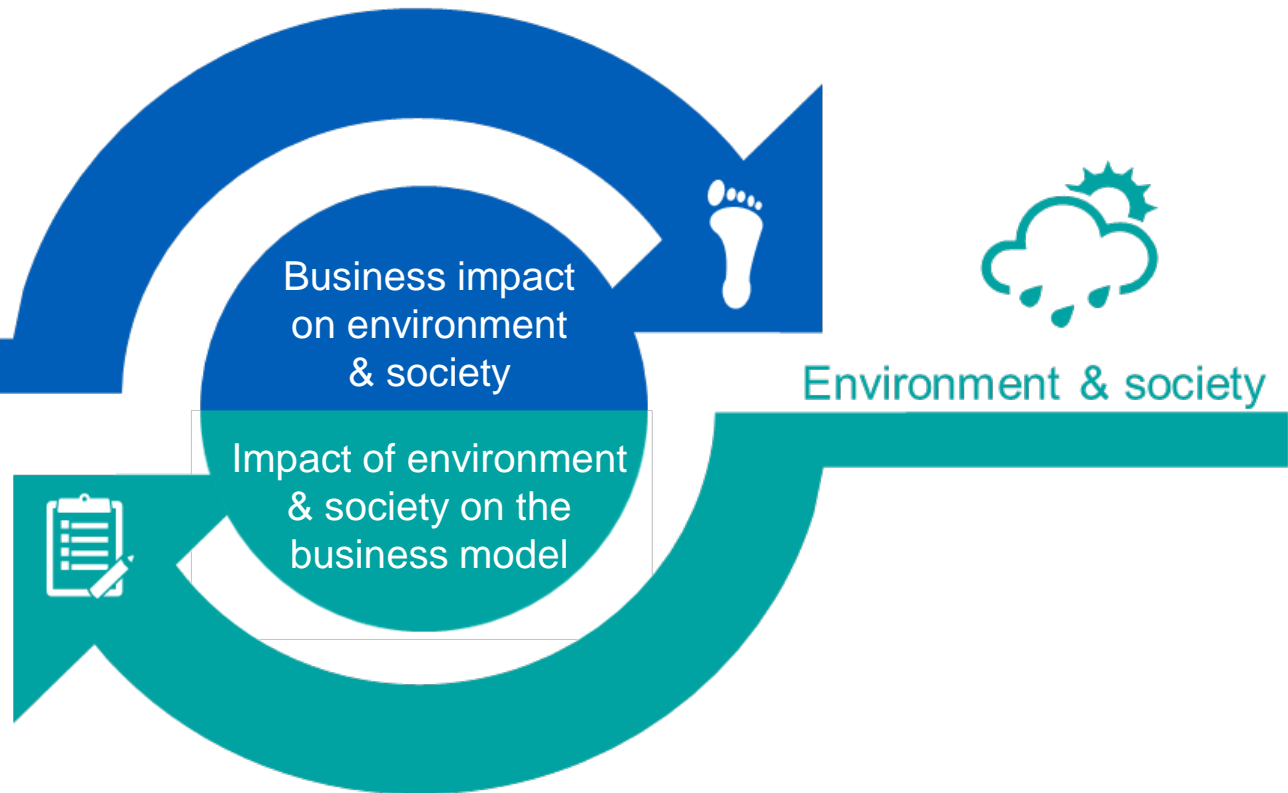 Business impact
on environment
& society
Environment & society
Impact of environment
& society on the
business model